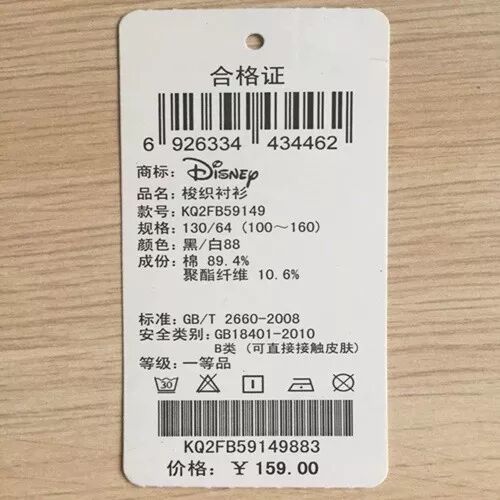 合格证
6 926334 434462
商标: Disney
品名: 梭织衬衫
款号: KQ2FB59149
规格: 130/64 (100～160)
颜色: 黑/白88
成份: 棉 89.4%
聚酯纤维 10.6%
标准: GB/T 2660-2008
安全类别: GB18401-2010
B类 (可直接接触皮肤)
等级: 一等品
30
KQ2FB59149883
价格: ￥159.00